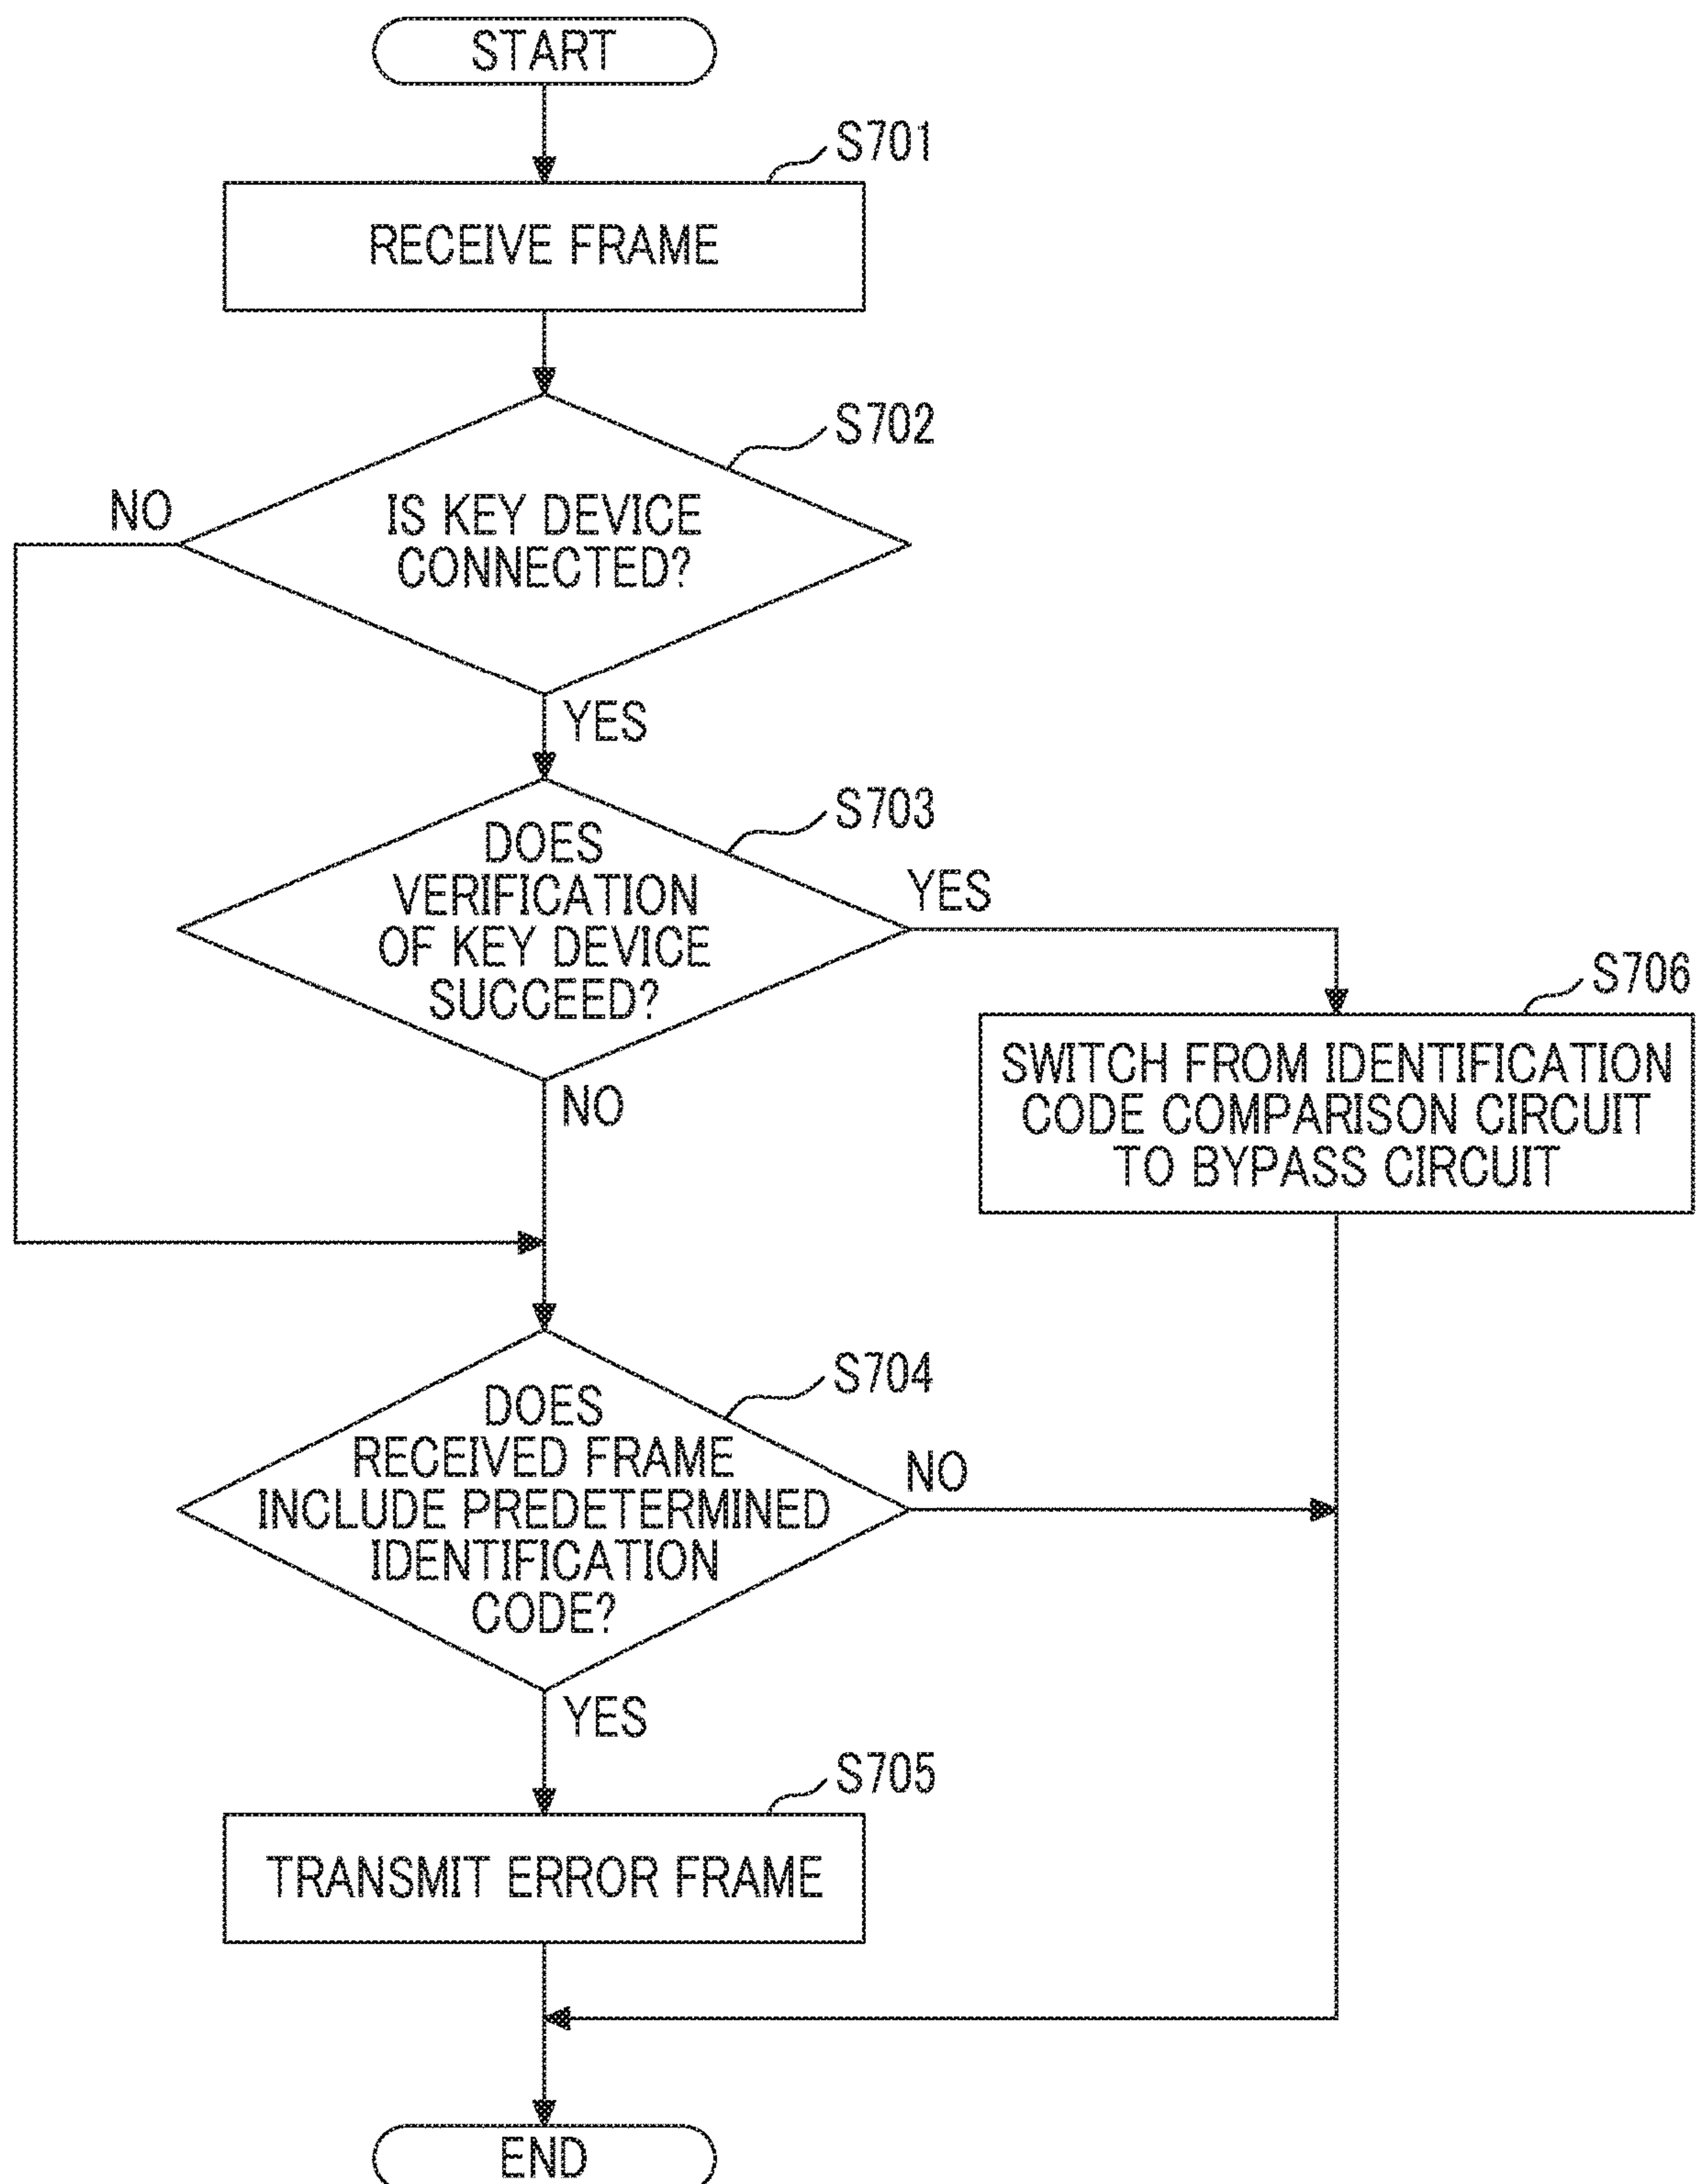 START
S701
RECEIVE FRAME
S702
NO
IS KEY DEVICE
CONNECTED?
YES
S703
DOES
VERIFICATION
OF KEY DEVICE
SUCCEED?
YES
NO
S706
SWITCH FROM IDENTIFICATION
CODE COMPARISON CIRCUIT
TO BYPASS CIRCUIT
S704
DOES
RECEIVED FRAME
INCLUDE PREDETERMINED
IDENTIFICATION
CODE?
NO
YES
S705
TRANSMIT ERROR FRAME
END